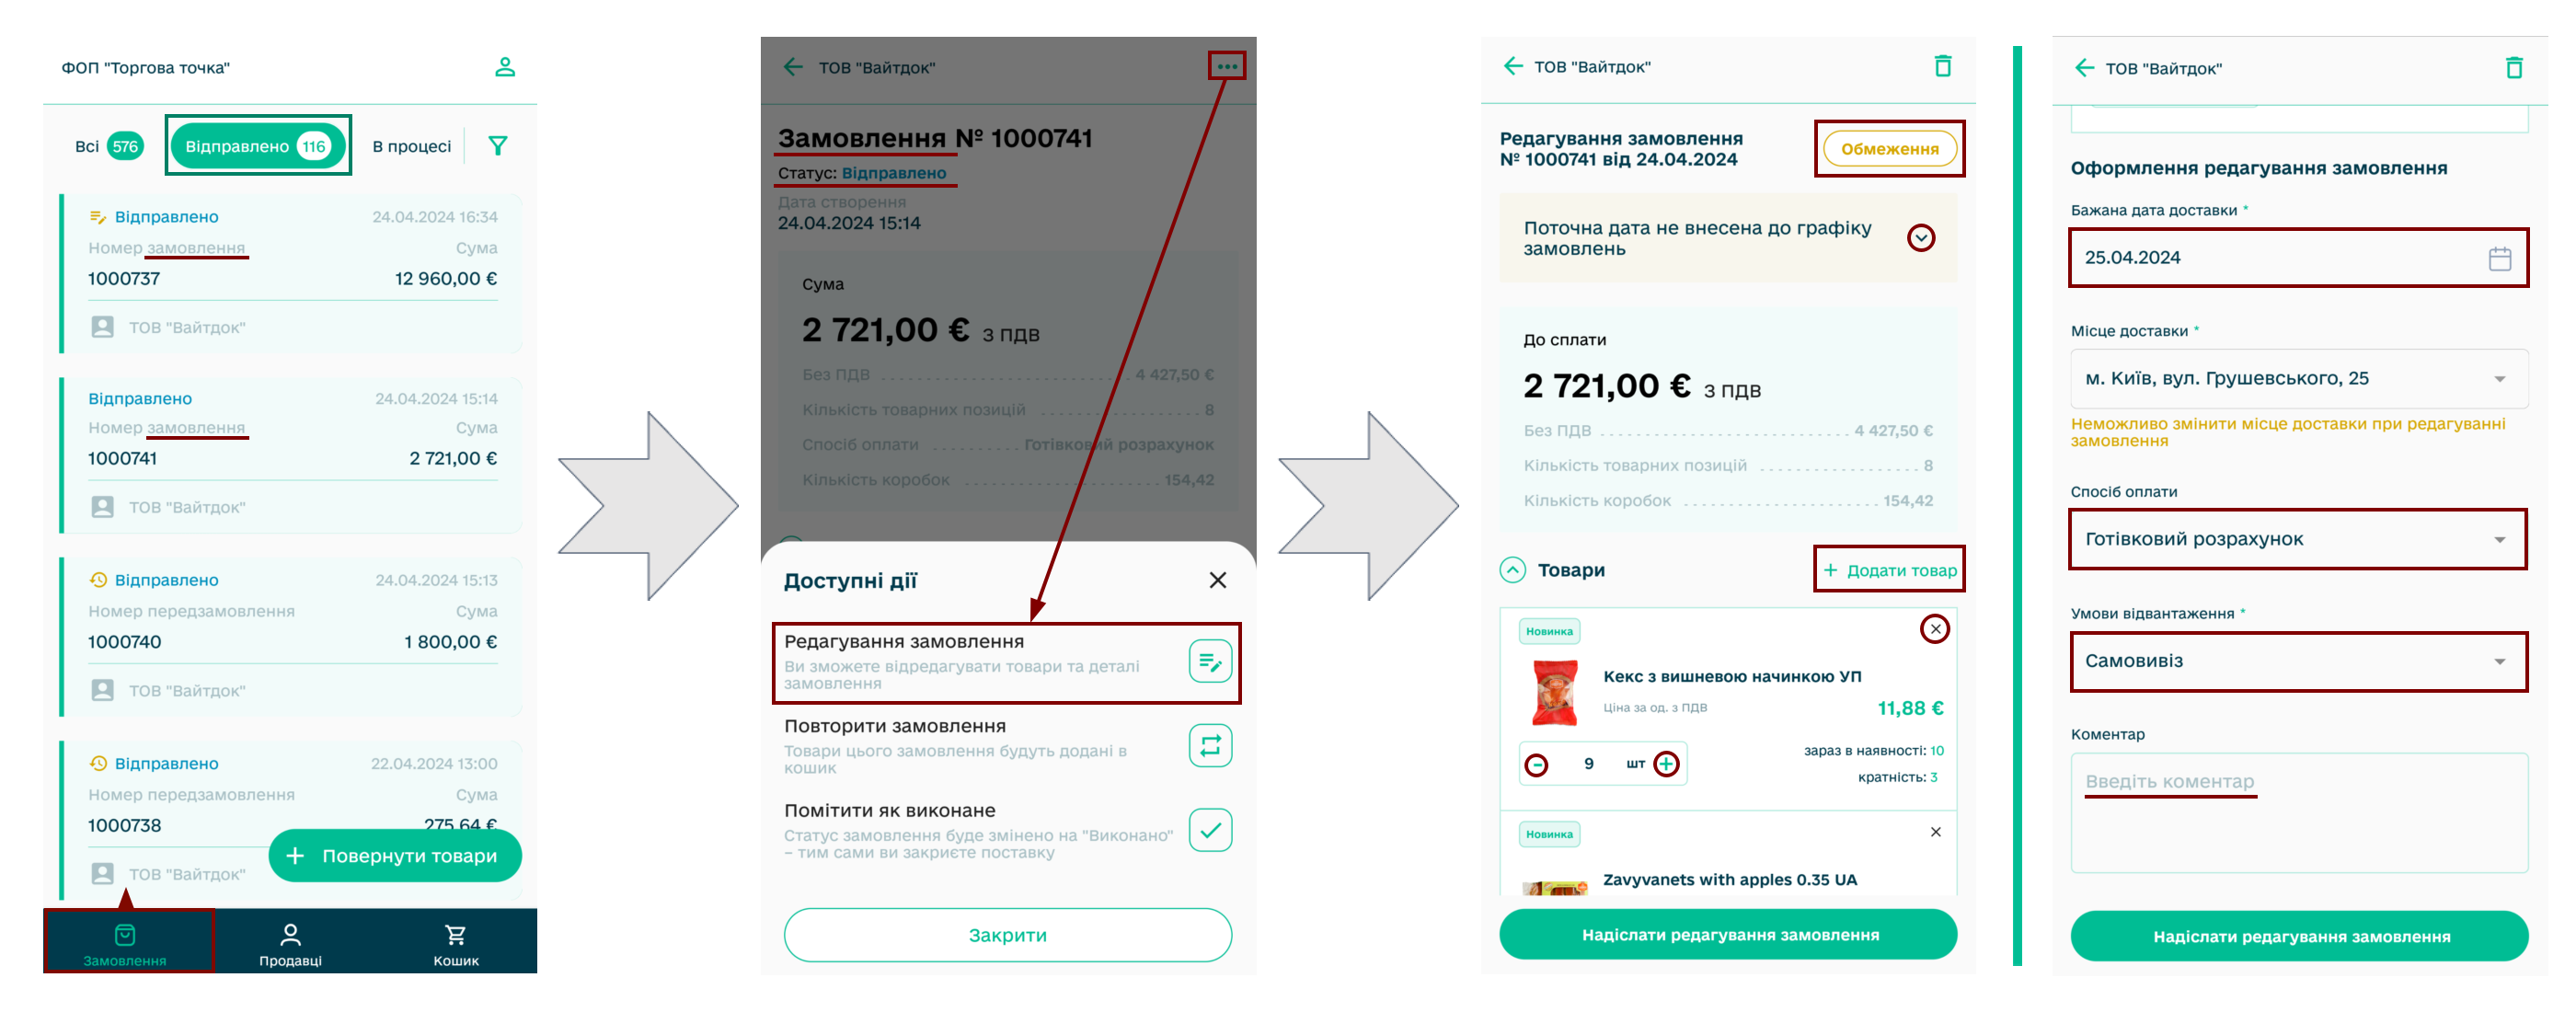 ФОП "Торгова точка"
Всі 576
Відправлено 116
В процесі
Відправлено 24.04.2024 16:34
Номер замовлення Сума
1000737 12 960,00 €
ТОВ "Вайтдок"
Відправлено 24.04.2024 15:14
Номер замовлення Сума
1000741 2 721,00 €
ТОВ "Вайтдок"
Відправлено 24.04.2024 15:13
Номер передзамовлення Сума
1000740 1 800,00 €
ТОВ "Вайтдок"
Відправлено 22.04.2024 13:00
Номер передзамовлення Сума
1000738 275,64 €
ТОВ "Вайтдок"
+ Повернути товари
Замовлення Продавці Кошик
ТОВ "Вайтдок"
Замовлення № 1000741
Статус: Відправлено
Дата створення
24.04.2024 15:14
Сума
2 721,00 € з ПДВ
Без ПДВ 4 427,50 €
Кількість товарних позицій 8
Спосіб оплати Готівковий розрахунок
Кількість коробок 154,42
Доступні дії
Редагування замовлення
Ви зможете відредагувати товари та деталі
замовлення
Повторити замовлення
Товари цього замовлення будуть додані в
кошик
Помітити як виконане
Статус замовлення буде змінено на "Виконано"
– тим сами ви закриєте поставку
Закрити
ТОВ "Вайтдок"
Редагування замовлення
№ 1000741 від 24.04.2024
Обмеження
Поточна дата не внесена до графіку
замовлень
До сплати
2 721,00 € з ПДВ
Без ПДВ 4 427,50 €
Кількість товарних позицій 8
Кількість коробок 154,42
Товари
+ Додати товар
Новинка
Кекс з вишневою начинкою УП
Ціна за од. з ПДВ 11,88 €
− 9 шт +
зараз в наявності: 10
кратність: 3
Новинка
Zavyvanets with apples 0.35 UA
Надіслати редагування замовлення
ТОВ "Вайтдок"
Оформлення редагування замовлення
Бажана дата доставки *
25.04.2024
Місце доставки *
м. Київ, вул. Грушевського, 25
Неможливо змінити місце доставки при редагуванні
замовлення
Спосіб оплати
Готівковий розрахунок
Умови відвантаження *
Самовивіз
Коментар
Введіть коментар
Надіслати редагування замовлення